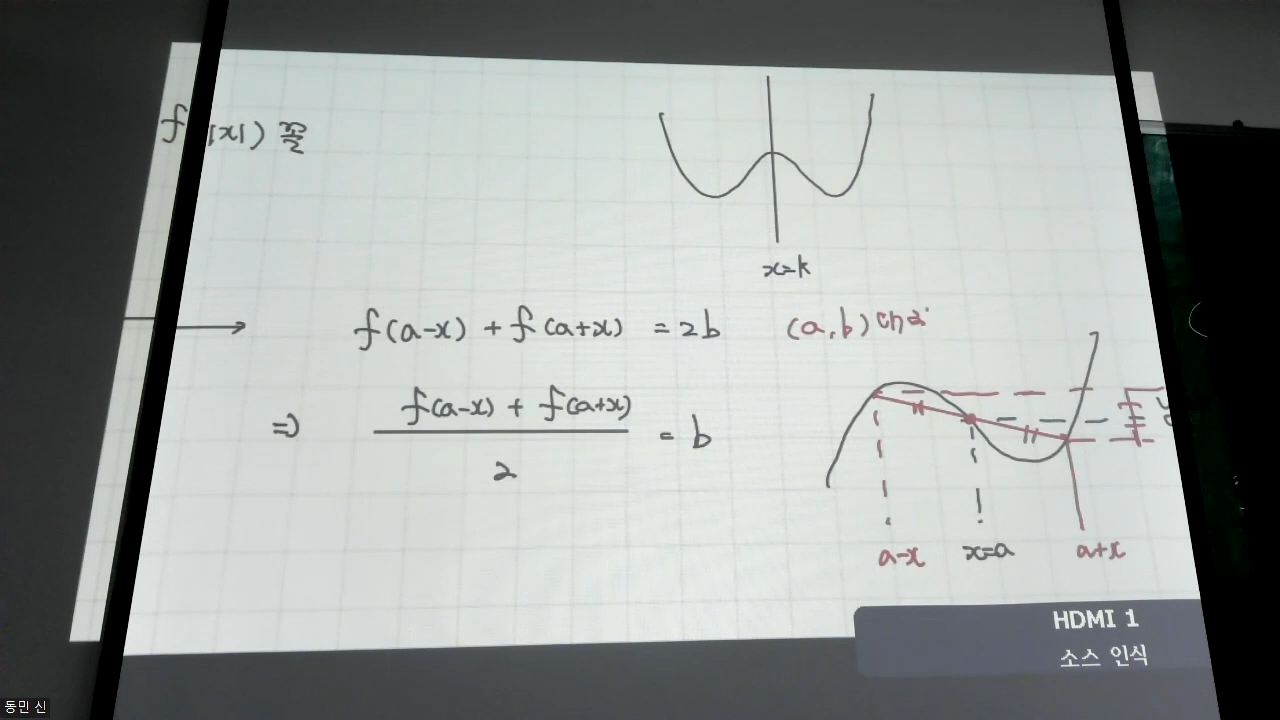 f(|x|) 꼴
x=k
f(a-x) + f(a+x) = 2b (a,b) 대칭
⇒ f(a-x) + f(a+x)
2
= b
a-x x=a a+x
HDMI 1
소스 인식
동민 신